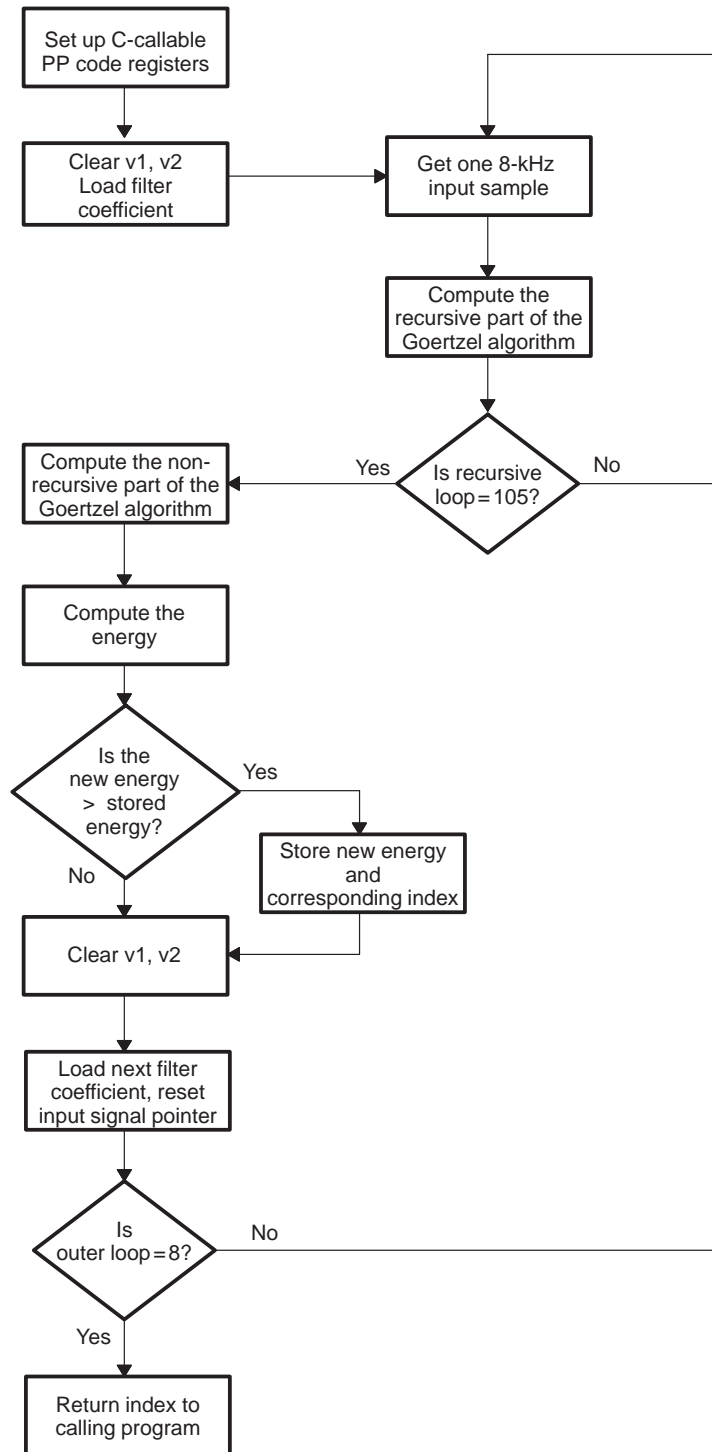 Set up C-callable
PP code registers
Clear v1, v2
Load filter
coefficient
Get one 8-kHz
input sample
Compute the
recursive part of the
Goertzel algorithm
Is recursive
loop=105?
Yes
No
Compute the non-
recursive part of the
Goertzel algorithm
Compute the
energy
Is the
new energy
> stored
energy?
Yes
No
Store new energy
and
corresponding index
Clear v1, v2
Load next filter
coefficient, reset
input signal pointer
Is
outer loop=8?
No
Yes
Return index to
calling program